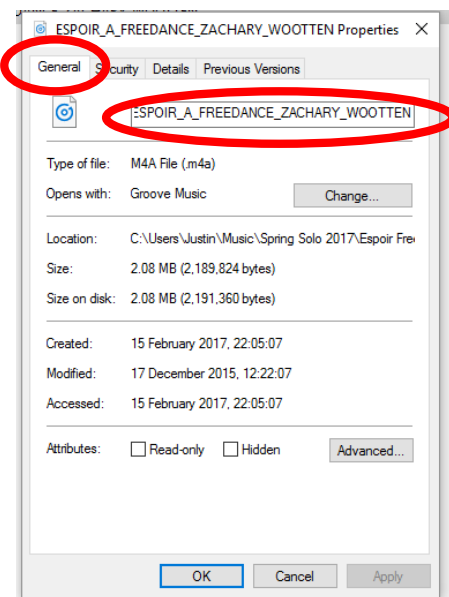 ESPOIR_A_FREEDANCE_ZACHARY_WOOTTEN Properties
General Security Details Previous Versions
ESPOIR_A_FREEDANCE_ZACHARY_WOOTTEN
Type of file: M4A File (.m4a)
Opens with: Groove Music Change...
Location: C:\Users\Justin\Music\Spring Solo 2017\Espoir Free
Size: 2.08 MB (2,189,824 bytes)
Size on disk: 2.08 MB (2,191,360 bytes)
Created: 15 February 2017, 22:05:07
Modified: 17 December 2015, 12:22:07
Accessed: 15 February 2017, 22:05:07
Attributes: Read-only Hidden Advanced...
OK Cancel Apply